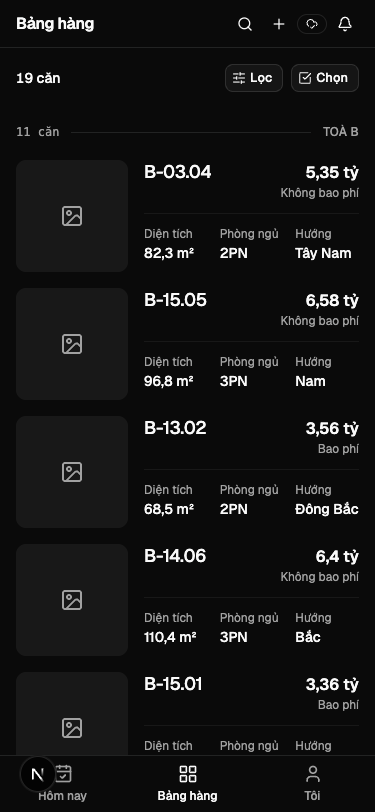 Bảng hàng
19 căn
Lọc
Chọn
11 căn
TOÀ B
B-03.04
5,35 tỷ
Không bao phí
Diện tích Phòng ngủ Hướng
82,3 m² 2PN Tây Nam
B-15.05
6,58 tỷ
Không bao phí
Diện tích Phòng ngủ Hướng
96,8 m² 3PN Nam
B-13.02
3,56 tỷ
Bao phí
Diện tích Phòng ngủ Hướng
68,5 m² 2PN Đông Bắc
B-14.06
6,4 tỷ
Không bao phí
Diện tích Phòng ngủ Hướng
110,4 m² 3PN Bắc
B-15.01
3,36 tỷ
Bao phí
Diện tích Phòng ngủ Hướng
N
Hôm nay Bảng hàng Tôi